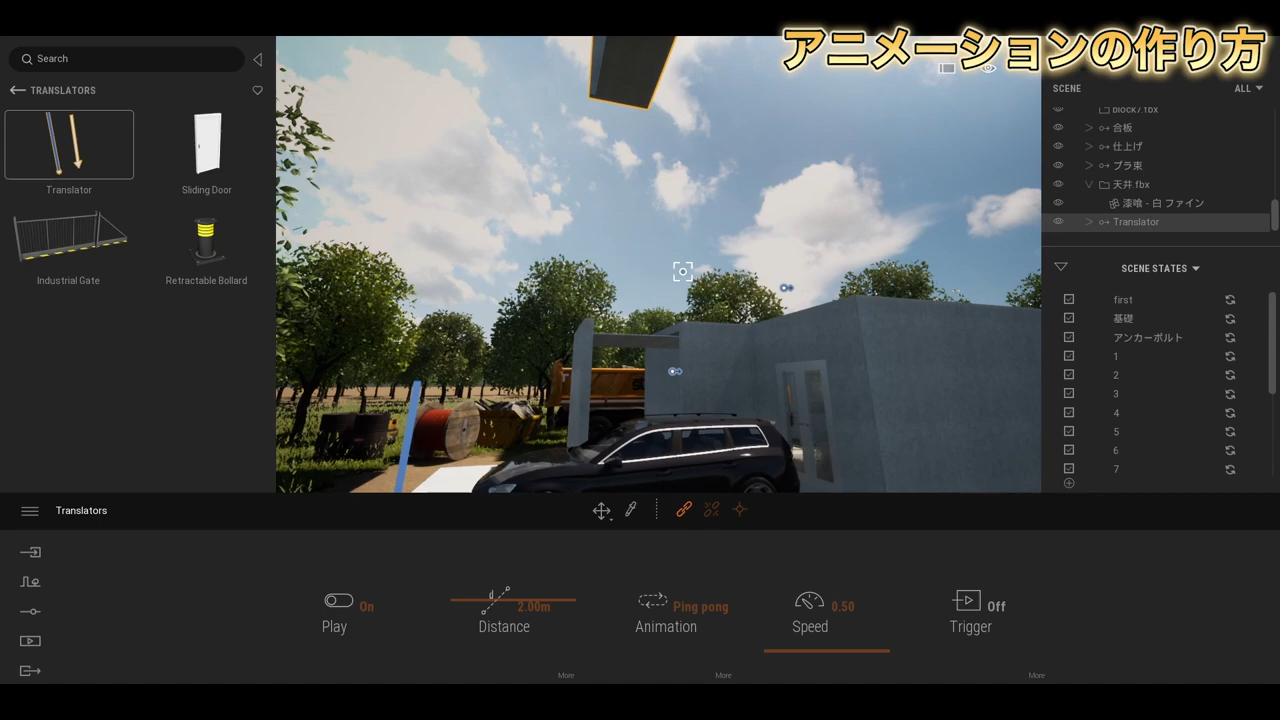 アニメーションの作り方
Search
TRANSLATORS
Translator
Sliding Door
Industrial Gate
Retractable Bollard
SCENE
ALL
合板
仕上げ
プラ束
天井.fbx
漆喰 - 白 ファイン
Translator
SCENE STATES
first
基礎
アンカーボルト
1
2
3
4
5
6
7
Translators
On
Play
d
2.00m
Distance
Ping pong
Animation
0.50
Speed
Off
Trigger
More
More
More